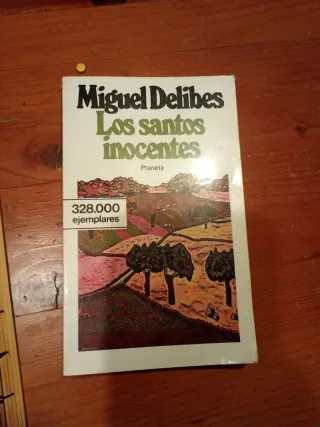 Miguel Delibes
Los santos
inocentes
Planeta
328.000
ejemplares